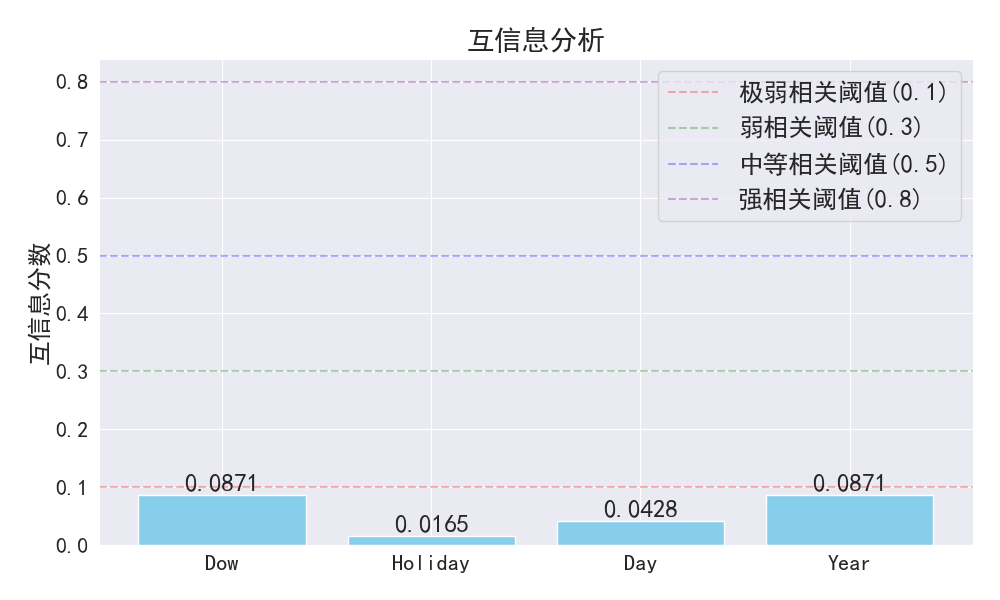 互信息分析
互信息分数
0.8
0.7
0.6
0.5
0.4
0.3
0.2
0.1
0.0
极弱相关阈值(0.1)
弱相关阈值(0.3)
中等相关阈值(0.5)
强相关阈值(0.8)
0.0871
0.0165
0.0428
0.0871
Dow
Holiday
Day
Year